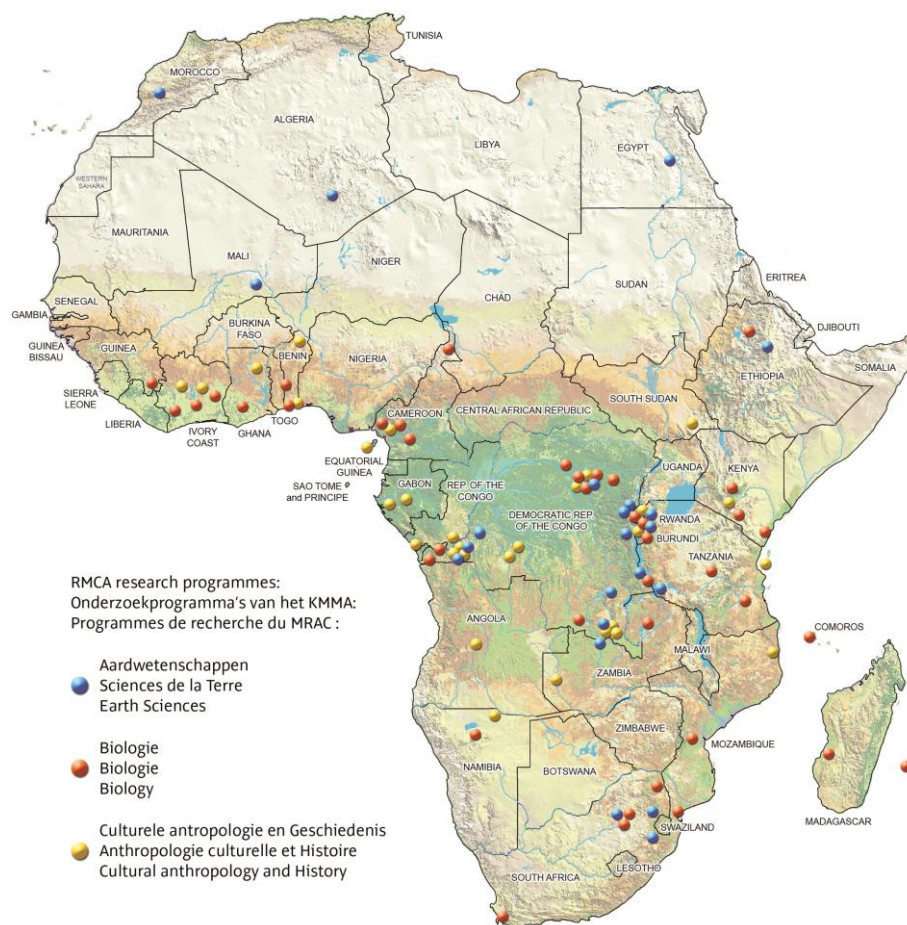 TUNISIA
MOROCCO
ALGERIA
LIBYA
EGYPT
WESTERN
SAHARA
MAURITANIA
MALI
NIGER
CHAD
SUDAN
ERITREA
SENEGAL
GAMBIA
BURKINA
FASO
DJIBOUTI
GUINEA
BISSAU
GUINEA
BENIN
NIGERIA
ETHIOPIA
SOMALIA
SIERRA
LEONE
LIBERIA
IVORY
COAST
GHANA
TOGO
CAMEROON
CENTRAL AFRICAN REPUBLIC
SOUTH SUDAN
EQUATORIAL
GUINEA
UGANDA
KENYA
SAO TOME
and PRINCIPE
GABON
REP. OF THE
CONGO
DEMOCRATIC REP.
OF THE CONGO
RWANDA
BURUNDI
TANZANIA
RMCA research programmes:
Onderzoekprogramma's van het KMMA:
Programmes de recherche du MRAC :
ANGOLA
COMOROS
MALAWI
ZAMBIA
Aardwetenschappen
Sciences de la Terre
Earth Sciences
ZIMBABWE
MOZAMBIQUE
Biologie
Biologie
Biology
NAMIBIA
BOTSWANA
MADAGASCAR
SWAZILAND
Culturele antropologie en Geschiedenis
Anthropologie culturelle et Histoire
Cultural anthropology and History
LESOTHO
SOUTH AFRICA